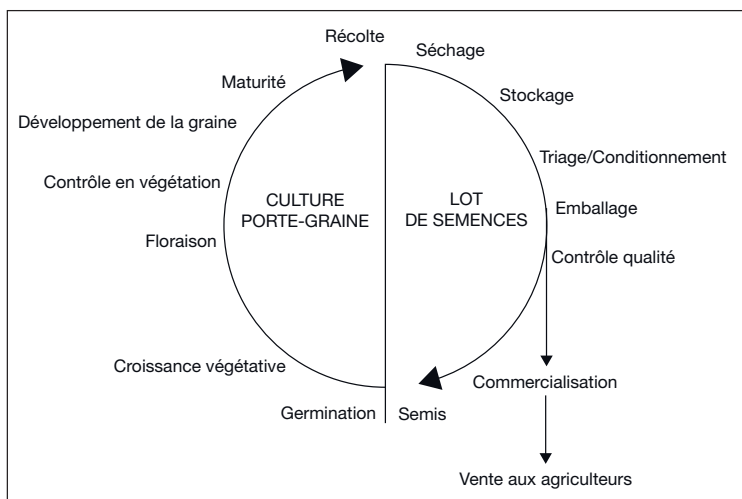 Récolte
Séchage
Maturité
Stockage
Développement de la graine
Triage/Conditionnement
Contrôle en végétation
CULTURE
PORTE-GRAINE
LOT
DE SEMENCES
Emballage
Floraison
Contrôle qualité
Croissance végétative
Commercialisation
Germination
Semis
Vente aux agriculteurs